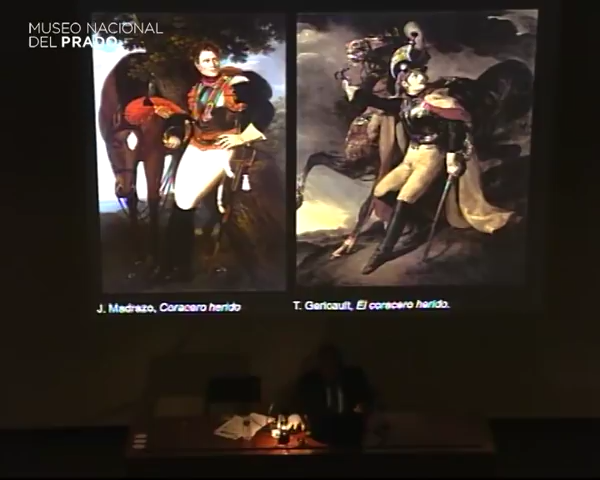 MUSEO NACIONAL
DEL PRADO
J. Madrazo, Coracero herido
T. Gericault, El coracero herido.